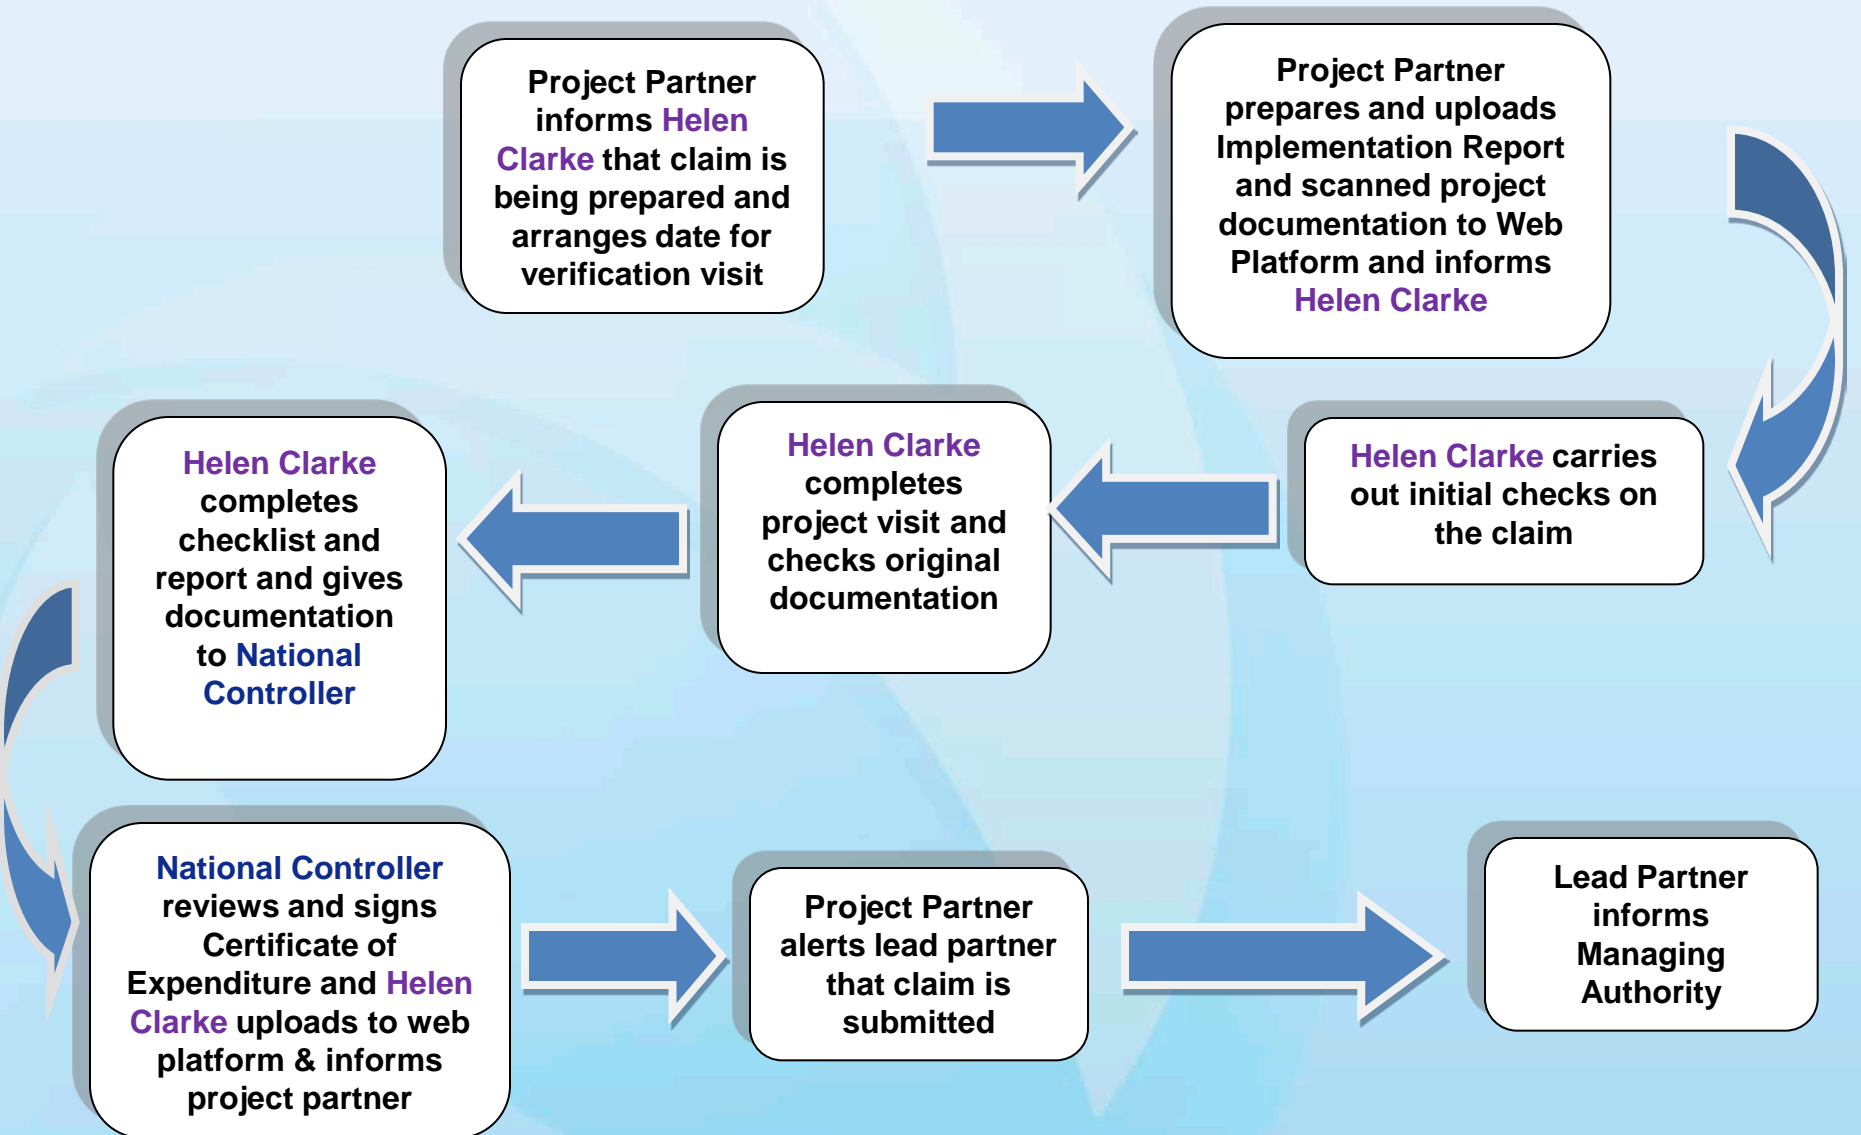 Project Partner
informs Helen
Clarke that claim is
being prepared and
arranges date for
verification visit
Project Partner
prepares and uploads
Implementation Report
and scanned project
documentation to Web
Platform and informs
Helen Clarke
Helen Clarke carries
out initial checks on
the claim
Helen Clarke
completes
project visit and
checks original
documentation
Helen Clarke
completes
checklist and
report and gives
documentation
to National
Controller
National Controller
reviews and signs
Certificate of
Expenditure and Helen
Clarke uploads to web
platform & informs
project partner
Project Partner
alerts lead partner
that claim is
submitted
Lead Partner
informs
Managing
Authority